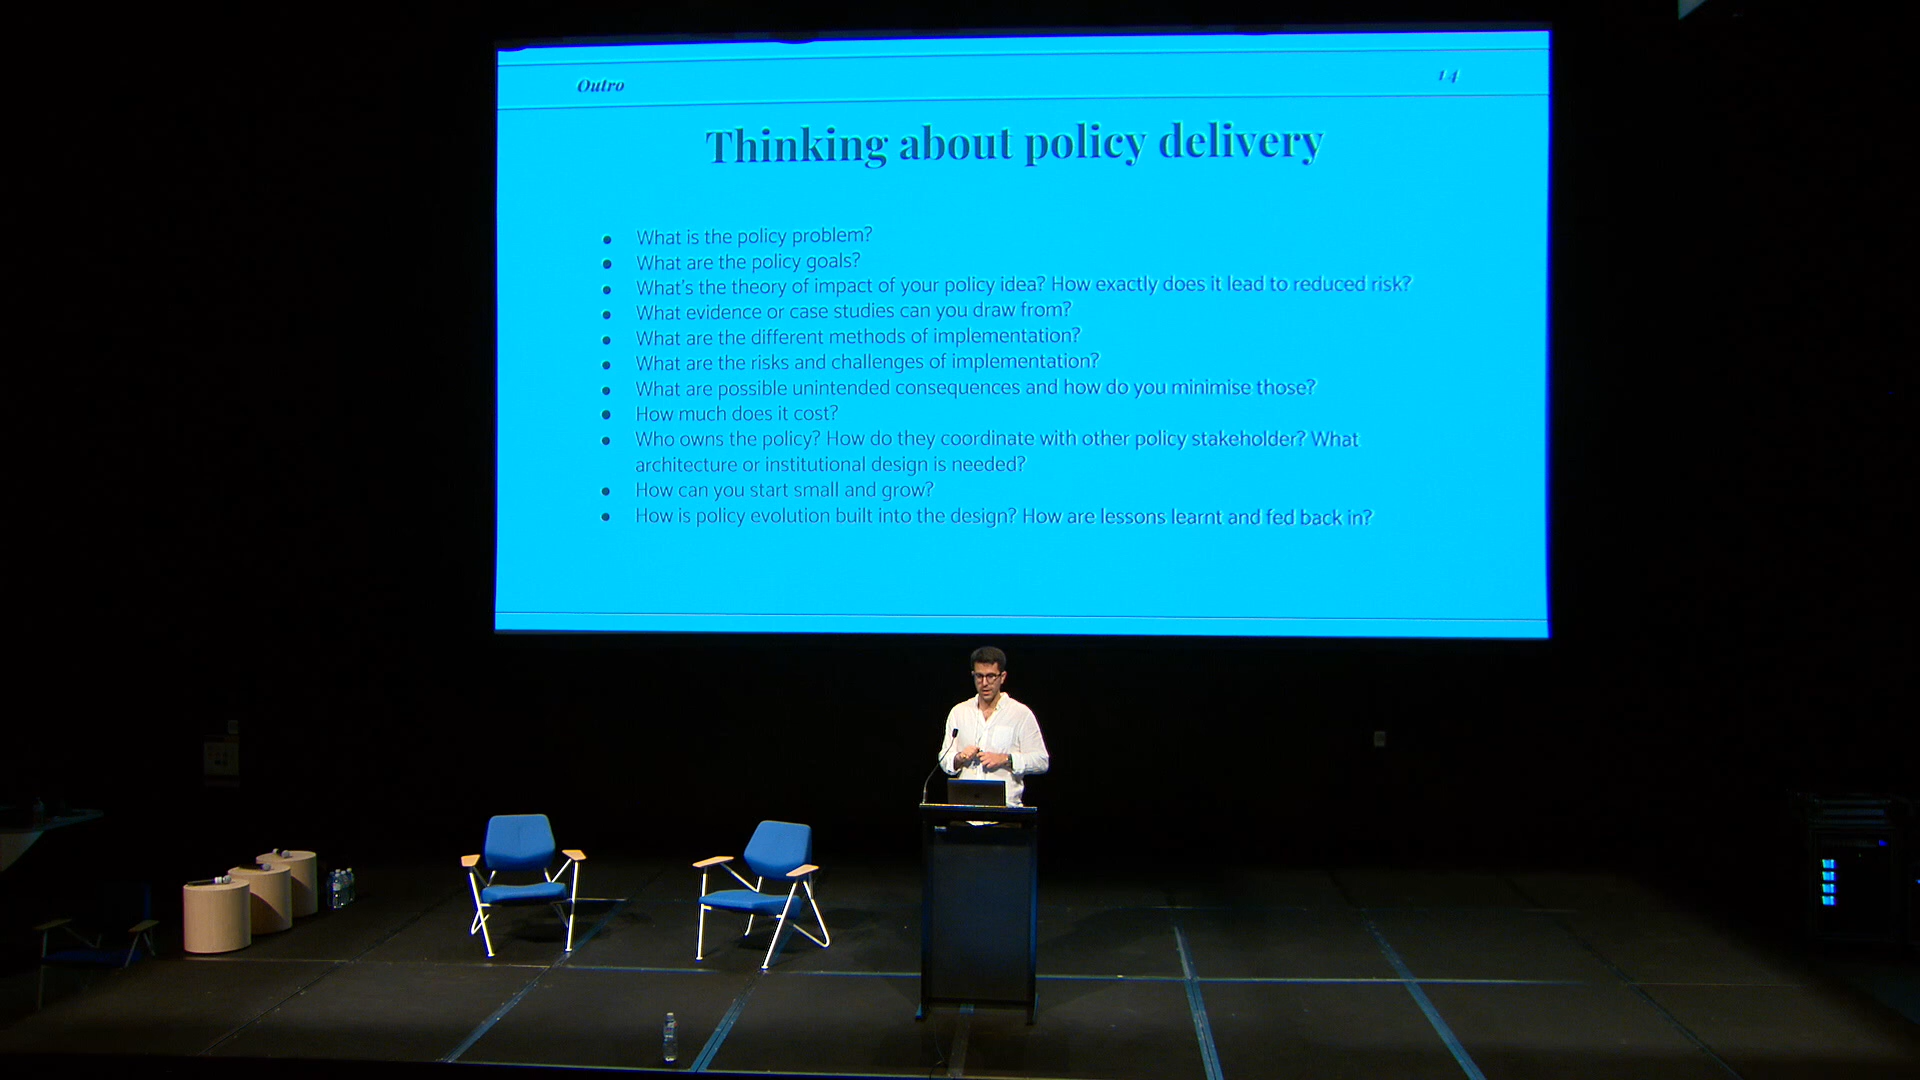 Outro
14
Thinking about policy delivery
● What is the policy problem?
● What are the policy goals?
● What's the theory of impact of your policy idea? How exactly does it lead to reduced risk?
● What evidence or case studies can you draw from?
● What are the different methods of implementation?
● What are the risks and challenges of implementation?
● What are possible unintended consequences and how do you minimise those?
● How much does it cost?
● Who owns the policy? How do they coordinate with other policy stakeholder? What
architecture or institutional design is needed?
● How can you start small and grow?
● How is policy evolution built into the design? How are lessons learnt and fed back in?